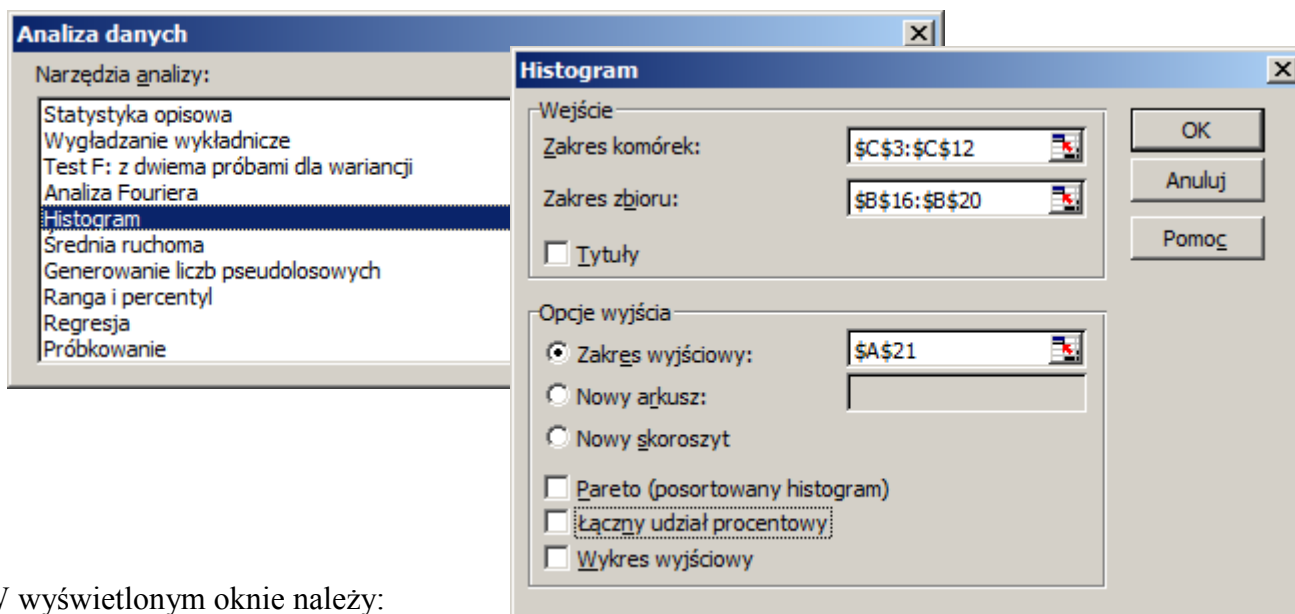 Analiza danych
Narzędzia analizy:
Statystyka opisowa
Wygładzanie wykładnicze
Test F: z dwiema próbami dla wariancji
Analiza Fouriera
Histogram
Średnia ruchoma
Generowanie liczb pseudolosowych
Ranga i percentyl
Regresja
Próbkowanie
Histogram
Wejście
Zakres komórek: $C$3:$C$12
Zakres zbioru: $B$16:$B$20
Tytuły
OK
Anuluj
Pomoc
Opcje wyjścia
Zakres wyjściowy: $A$21
Nowy arkusz:
Nowy skoroszyt
Pareto (posortowany histogram)
Łączny udział procentowy
Wykres wyjściowy
wyświetlonym oknie należy: